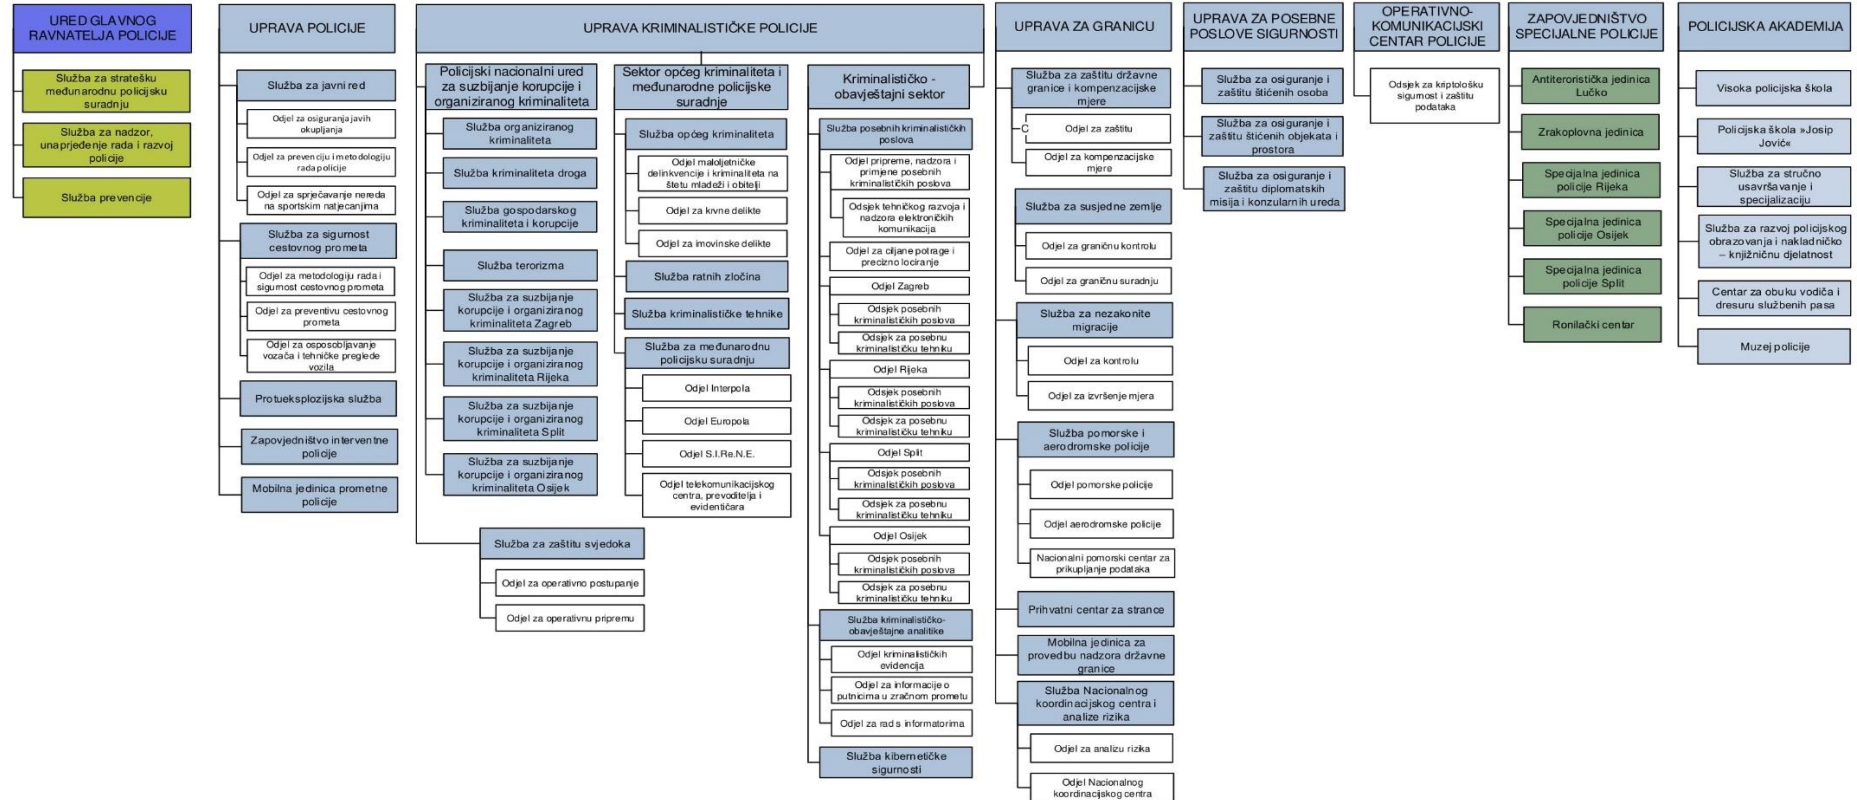 URED GLAVNOG
RAVNATELJA POLICIJE
Služba za stratešku
međunarodnu policijsku
suradnju
Služba za nadzor,
unaprjeđenje rada i razvoj
policije
Služba prevencije
UPRAVA POLICIJE
Služba za javni red
Odjel za osiguranja javih
okupljanja
Odjel za prevenciju i metodologiju
rada policije
Odjel za sprječavanje nereda
na sportskim natjecanjima
Služba za sigurnost
cestovnog prometa
Odjel za metodologiju rada i
sigurnost cestovnog prometa
Odjel za preventivu cestovnog
prometa
Odjel za osposobljavanje
vozača i tehničke preglede
vozila
Protueksplozijska služba
Zapovjedništvo interventne
policije
Mobilna jedinica prometne
policije
UPRAVA KRIMINALISTIČKE POLICIJE
Policijski nacionalni ured
za suzbijanje korupcije i
organiziranog kriminaliteta
Služba organiziranog
kriminaliteta
Služba kriminaliteta droga
Služba gospodarskog
kriminaliteta i korupcije
Služba terorizma
Služba za suzbijanje
korupcije i organiziranog
kriminaliteta Zagreb
Služba za suzbijanje
korupcije i organiziranog
kriminaliteta Rijeka
Služba za suzbijanje
korupcije i organiziranog
kriminaliteta Split
Služba za suzbijanje
korupcije i organiziranog
kriminaliteta Osijek
Služba za zaštitu svjedoka
Odjel za operativno postupanje
Odjel za operativnu pripremu
Sektor općeg kriminaliteta i
međunarodne policijske
suradnje
Služba općeg kriminaliteta
Odjel maloljetničke
delinkvencije i kriminaliteta na
štetu mladeži i obitelji
Odjel za krvne delikte
Odjel za imovinske delikte
Služba ratnih zločina
Služba kriminalističke tehnike
Služba za međunarodnu
policijsku suradnju
Odjel Interpola
Odjel Europola
Odjel S.I.Re.N.E.
Odjel telekomunikacijskog
centra, prevoditelja i
evidentičara
Kriminalističko -
obavještajni sektor
Služba posebnih kriminalističkih
poslova
Odjel pripreme, nadzora i
primjene posebnih
kriminalističkih poslova
Odsjek tehničkog razvoja i
nadzora elektroničkih
komunikacija
Odjel za ciljane potrage i
precizno lociranje
Odjel Zagreb
Odsjek posebnih
kriminalističkih poslova
Odsjek za posebnu
kriminalističku tehniku
Odjel Rijeka
Odsjek posebnih
kriminalističkih poslova
Odsjek za posebnu
kriminalističku tehniku
Odjel Split
Odsjek posebnih
kriminalističkih poslova
Odsjek za posebnu
kriminalističku tehniku
Odjel Osijek
Odsjek posebnih
kriminalističkih poslova
Odsjek za posebnu
kriminalističku tehniku
Služba kriminalističko-
obavještajne analitike
Odjel kriminalističkih
evidencija
Odjel za informacije o
putnicima u zračnom prometu
Odjel za rad s informatorima
Služba kibernetičke
sigurnosti
UPRAVA ZA GRANICU
Služba za zaštitu državne
granice i kompenzacijske
mjere
C
Odjel za zaštitu
Odjel za kompenzacijske
mjere
Služba za susjedne zemlje
Odjel za graničnu kontrolu
Odjel za graničnu suradnju
Služba za nezakonite
migracije
Odjel za kontrolu
Odjel za izvršenje mjera
Služba pomorske i
aerodromske policije
Odjel pomorske policije
Odjel aerodromske policije
Nacionalni pomorski centar za
prikupljanje podataka
Prihvatni centar za strance
Mobilna jedinica za
provedbu nadzora državne
granice
Služba Nacionalnog
koordinacijskog centra i
analize rizika
Odjel za analizu rizika
Odjel Nacionalnog
koordinacijskog centra
UPRAVA ZA POSEBNE
POSLOVE SIGURNOSTI
Služba za osiguranje i
zaštitu štićenih osoba
Služba za osiguranje i
zaštitu štićenih objekata i
prostora
Služba za osiguranje i
zaštitu diplomatskih
misija i konzularnih ureda
OPERATIVNO-
KOMUNIKACIJSKI
CENTAR POLICIJE
Odsjek za kriptološku
sigurnost i zaštitu
podataka
ZAPOVJEDNIŠTVO
SPECIJALNE POLICIJE
Antiteroristička jedinica
Lučko
Zrakoplovna jedinica
Specijalna jedinica
policije Rijeka
Specijalna jedinica
policije Osijek
Specijalna jedinica
policije Split
Ronilački centar
POLICIJSKA AKADEMIJA
Visoka policijska škola
Policijska škola »Josip
Jović«
Služba za stručno
usavršavanje i
specijalizaciju
Služba za razvoj policijskog
obrazovanja i nakladničko
– knjižničnu djelatnost
Centar za obuku vodiča i
dresuru službenih pasa
Muzej policije